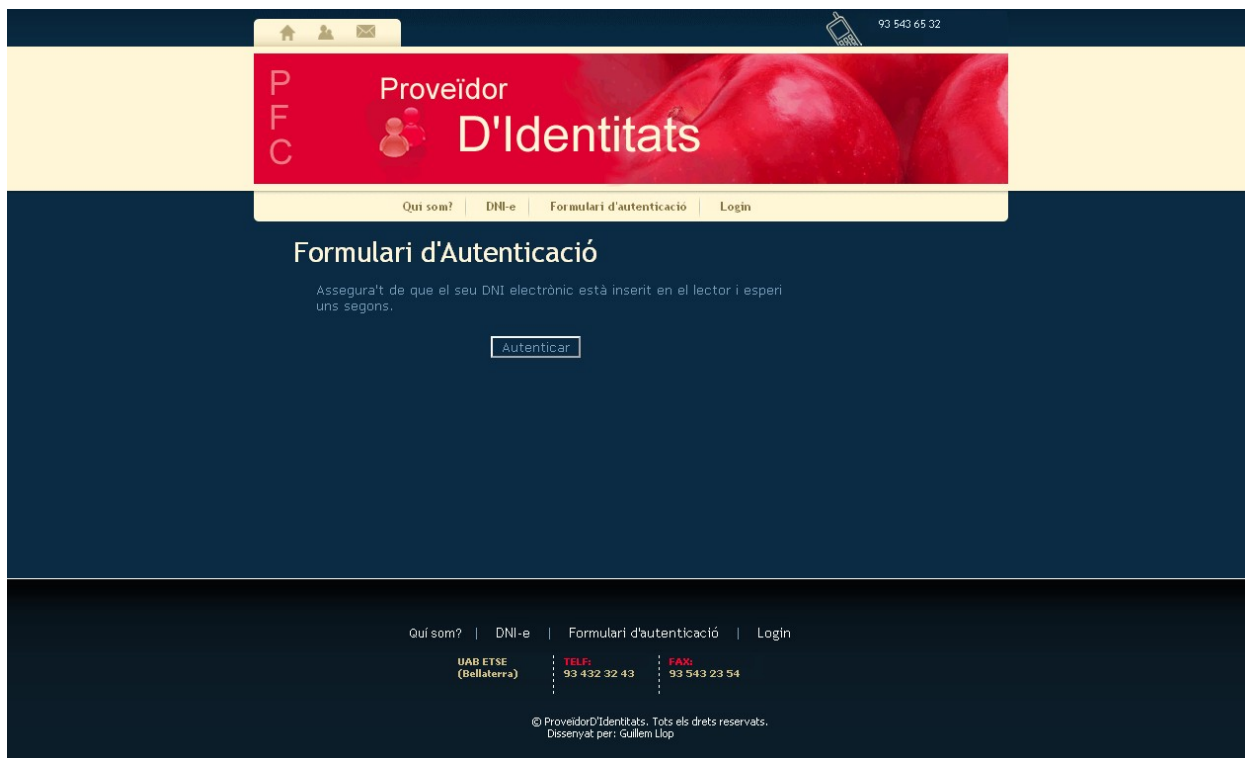 93 543 65 32
P
F
C
Proveïdor
D'Identitats
Qui som? DNI-e Formulari d'autenticació Login
Formulari d'Autenticació
Assegura't de que el seu DNI electrònic està inserit en el lector i esperi
uns segons.
Autenticar
Quí som? | DNI-e | Formulari d'autenticació | Login
UAB ETSE
(Bellaterra)
TELF:
93 432 32 43
FAX:
93 543 23 54
© ProveïdorD'Identitats. Tots els drets reservats.
Dissenyat per: Guillem Llop